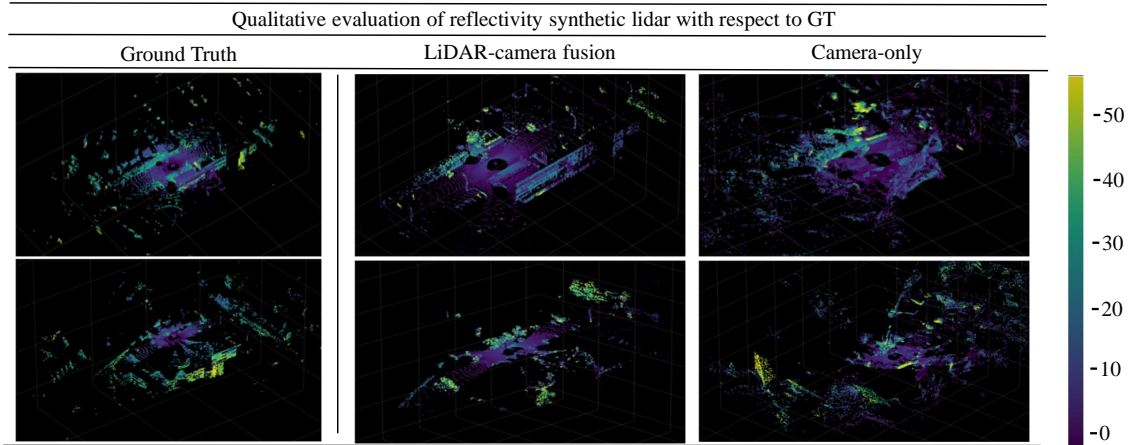 Qualitative evaluation of reflectivity synthetic lidar with respect to GT
Ground Truth
LiDAR-camera fusion
Camera-only
50
40
30
20
10
0